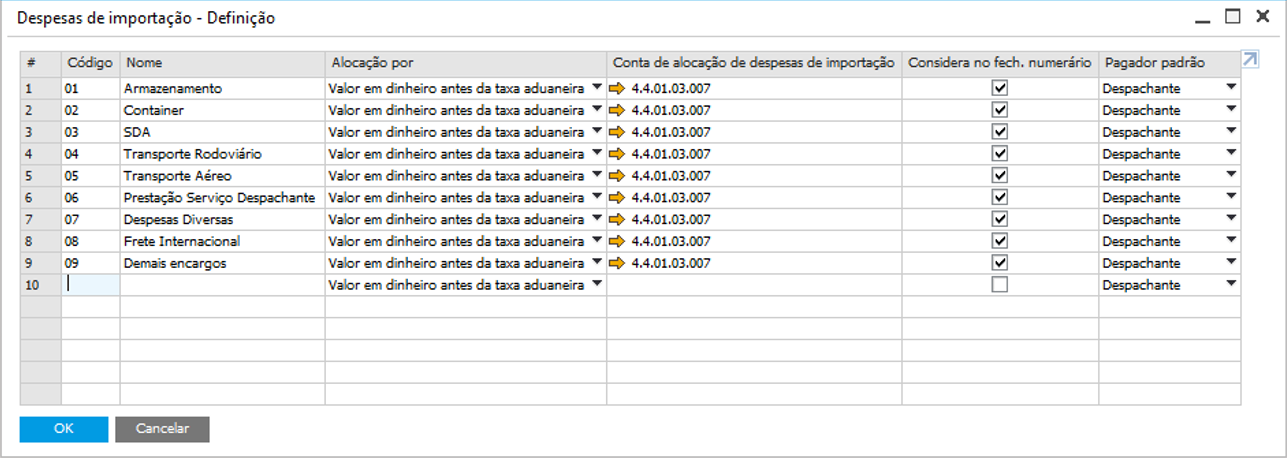 Despesas de importação - Definição
# Código Nome Alocação por Conta de alocação de despesas de importação Considera no fech. numerário Pagador padrão
1 01 Armazenamento Valor em dinheiro antes da taxa aduaneira 4.4.01.03.007 Despachante
2 02 Container Valor em dinheiro antes da taxa aduaneira 4.4.01.03.007 Despachante
3 03 SDA Valor em dinheiro antes da taxa aduaneira 4.4.01.03.007 Despachante
4 04 Transporte Rodoviário Valor em dinheiro antes da taxa aduaneira 4.4.01.03.007 Despachante
5 05 Transporte Aéreo Valor em dinheiro antes da taxa aduaneira 4.4.01.03.007 Despachante
6 06 Prestação Serviço Despachante Valor em dinheiro antes da taxa aduaneira 4.4.01.03.007 Despachante
7 07 Despesas Diversas Valor em dinheiro antes da taxa aduaneira 4.4.01.03.007 Despachante
8 08 Frete Internacional Valor em dinheiro antes da taxa aduaneira 4.4.01.03.007 Despachante
9 09 Demais encargos Valor em dinheiro antes da taxa aduaneira 4.4.01.03.007 Despachante
10 Valor em dinheiro antes da taxa aduaneira Despachante
OK Cancelar